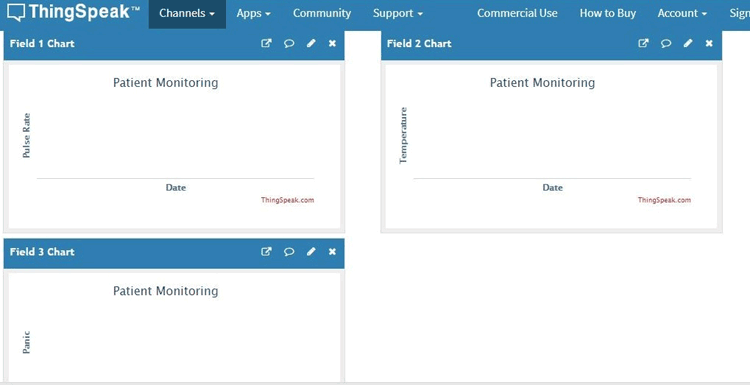 ThingSpeak™ Channels Apps Community Support Commercial Use How to Buy Account Sign
Field 1 Chart
Patient Monitoring
Pulse Rate
Date
ThingSpeak.com
Field 2 Chart
Patient Monitoring
Temperature
Date
ThingSpeak.com
Field 3 Chart
Patient Monitoring
Panic